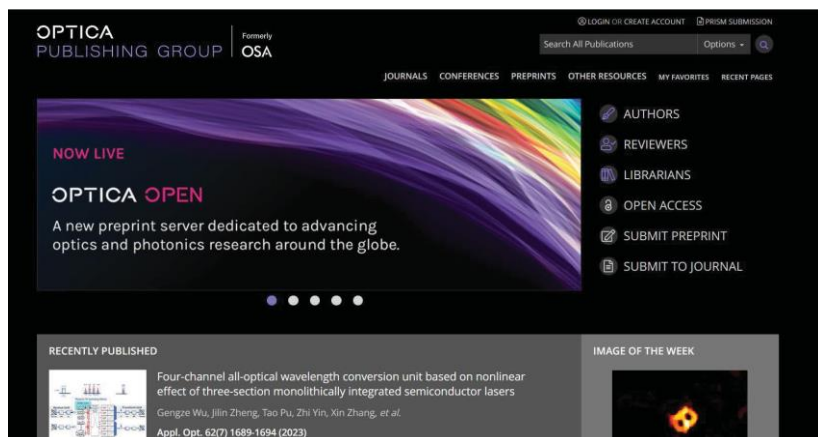 OPTICA
PUBLISHING GROUP
Formerly
OSA
LOGIN OR CREATE ACCOUNT PRISM SUBMISSION
Search All Publications Options
JOURNALS CONFERENCES PREPRINTS OTHER RESOURCES MY FAVORITES RECENT PAGES
NOW LIVE
OPTICA OPEN
A new preprint server dedicated to advancing
optics and photonics research around the globe.
AUTHORS
REVIEWERS
LIBRARIANS
OPEN ACCESS
SUBMIT PREPRINT
SUBMIT TO JOURNAL
RECENTLY PUBLISHED
Four-channel all-optical wavelength conversion unit based on nonlinear
effect of three-section monolithically integrated semiconductor lasers
Gengze Wu, Jilin Zheng, Tao Pu, Zhi Yin, Xin Zhang, et al.
Appl. Opt. 62(7) 1689-1694 (2023)
IMAGE OF THE WEEK